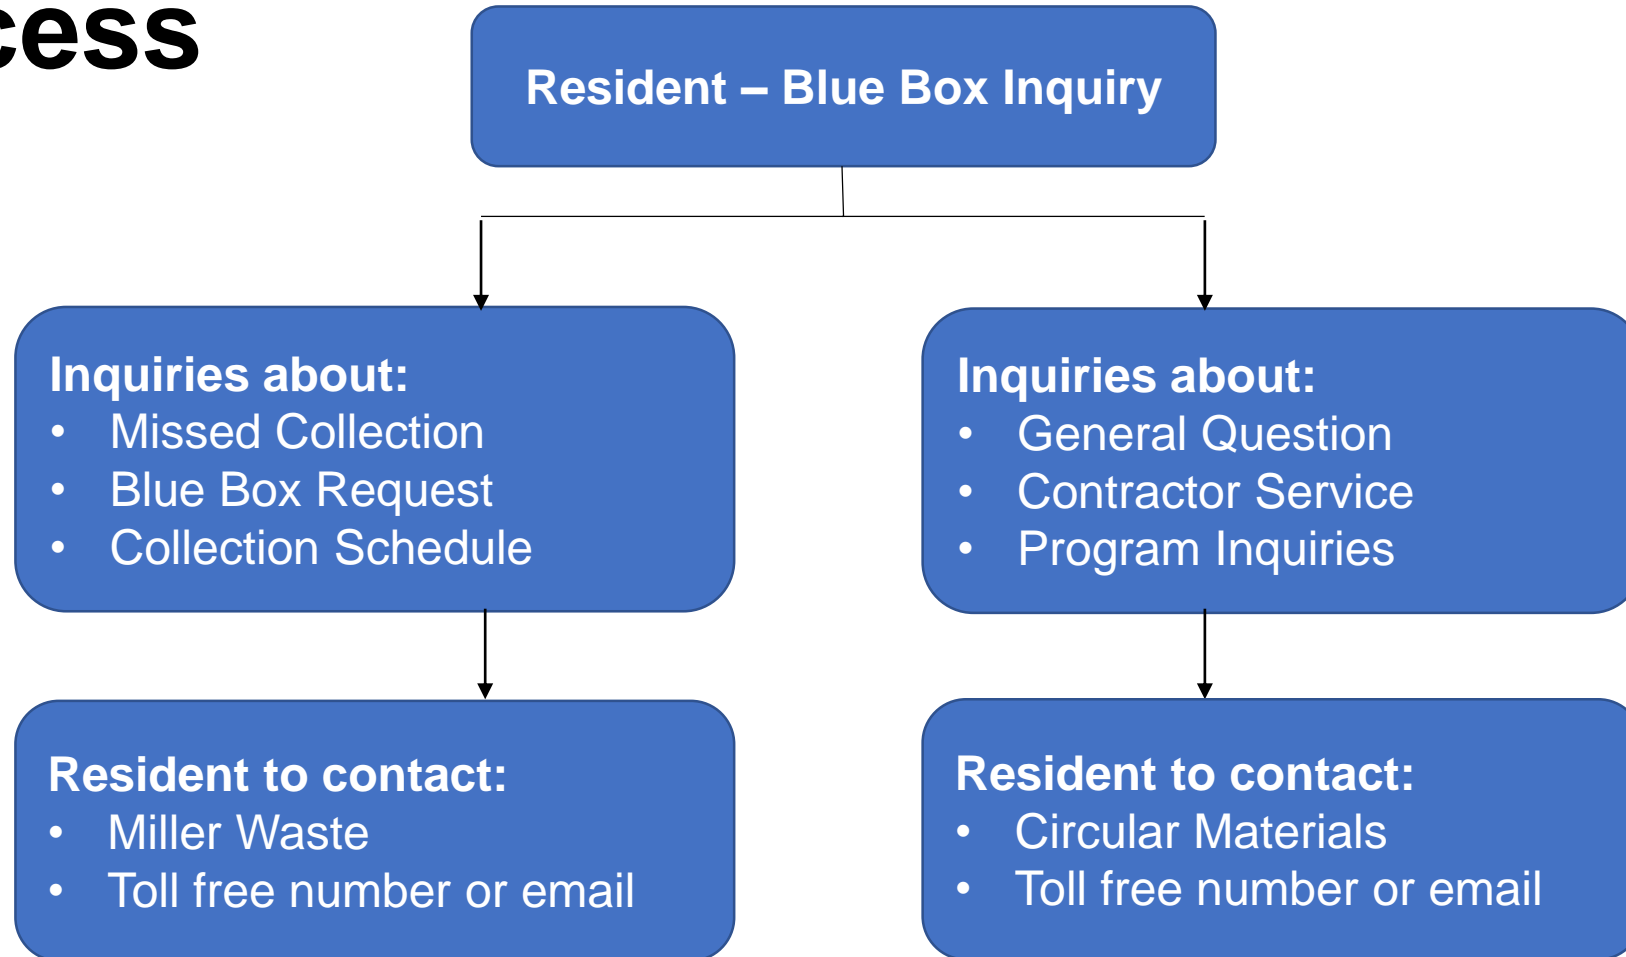 cess
Resident – Blue Box Inquiry
Inquiries about:
• Missed Collection
• Blue Box Request
• Collection Schedule
Inquiries about:
• General Question
• Contractor Service
• Program Inquiries
Resident to contact:
• Miller Waste
• Toll free number or email
Resident to contact:
• Circular Materials
• Toll free number or email